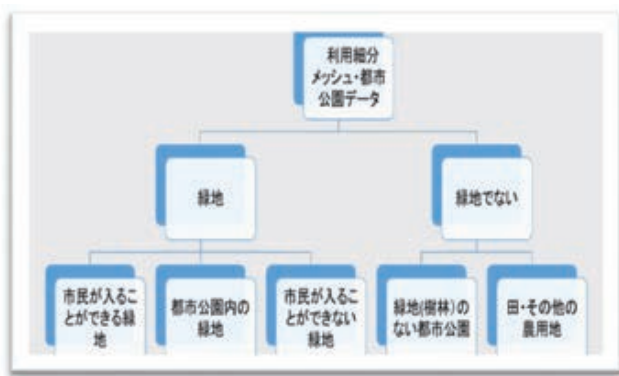 利用細分
メッシュ・都市
公園データ
緑地
緑地でない
市民が入るこ
とができる緑
地
都市公園内の
緑地
市民が入るこ
とができない
緑地
緑地(樹林)の
ない都市公園
田・その他の
農用地